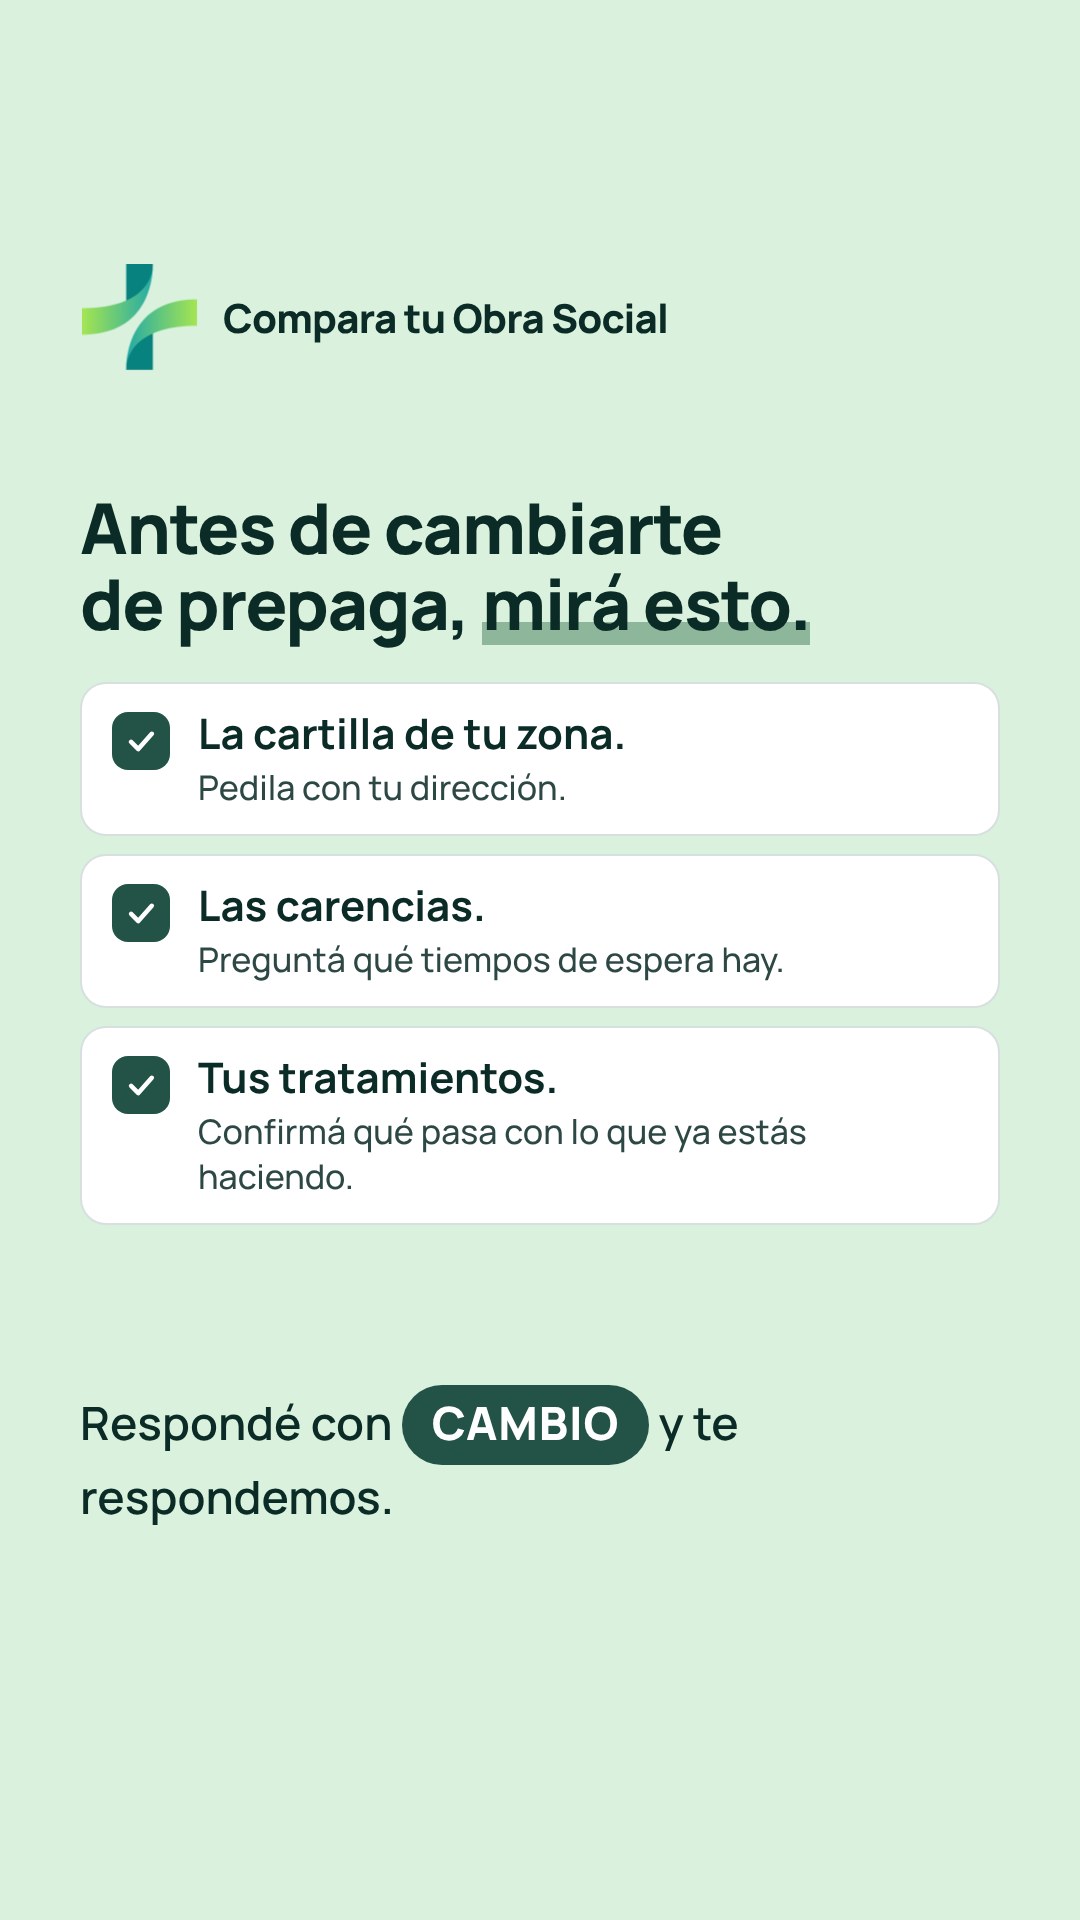 Compara tu Obra Social
Antes de cambiarte
de prepaga, mirá esto.
La cartilla de tu zona.
Pedila con tu dirección.
Las carencias.
Preguntá qué tiempos de espera hay.
Tus tratamientos.
Confirmá qué pasa con lo que ya estás
haciendo.
Respondé con CAMBIO y te
respondemos.